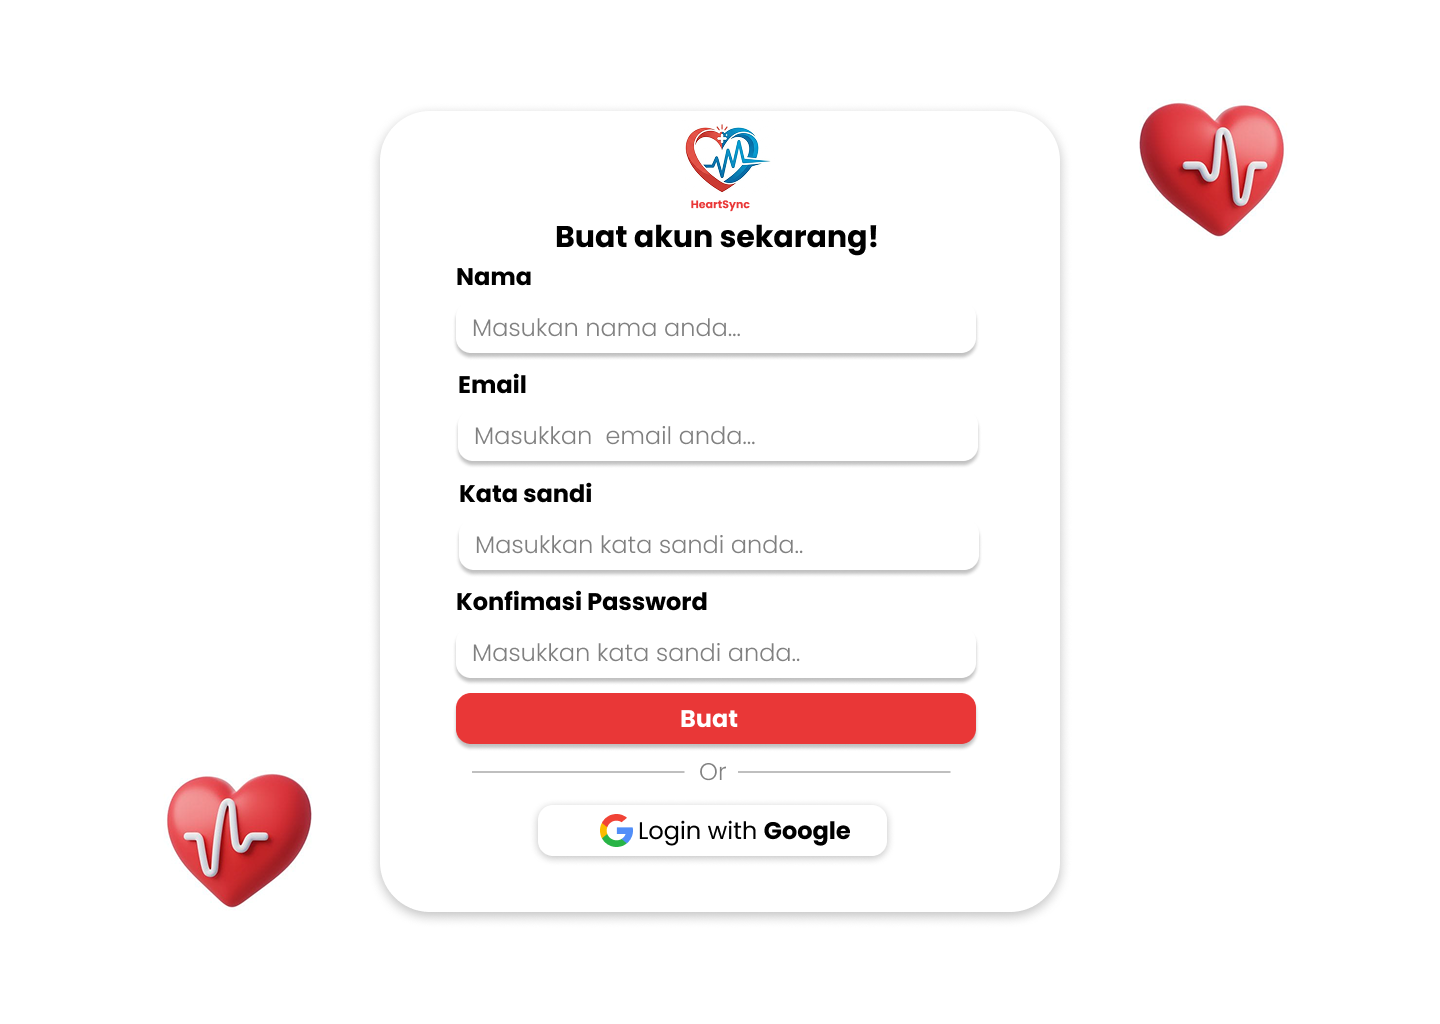 HeartSync
Buat akun sekarang!
Nama
Masukan nama anda...
Email
Masukkan  email anda...
Kata sandi
Masukkan kata sandi anda..
Konfimasi Password
Masukkan kata sandi anda..
Buat
Or
Login with Google